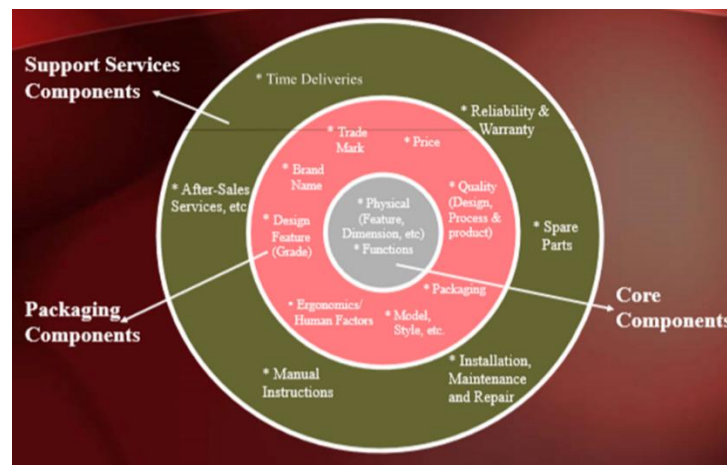 Support Services
Components
* Time Deliveries
* Reliability &
Warranty
* Trade
Mark
* Price
* Brand
Name
* After-Sales
Services, etc.
* Quality
(Design,
Process &
product)
* Physical
(Feature,
Dimension, etc)
* Functions
* Design
Feature
(Grade)
* Spare
Parts
Packaging
Components
* Packaging
Core
Components
* Ergonomics/
Human Factors
* Model,
Style, etc.
* Manual
Instructions
* Installation,
Maintenance
and Repair